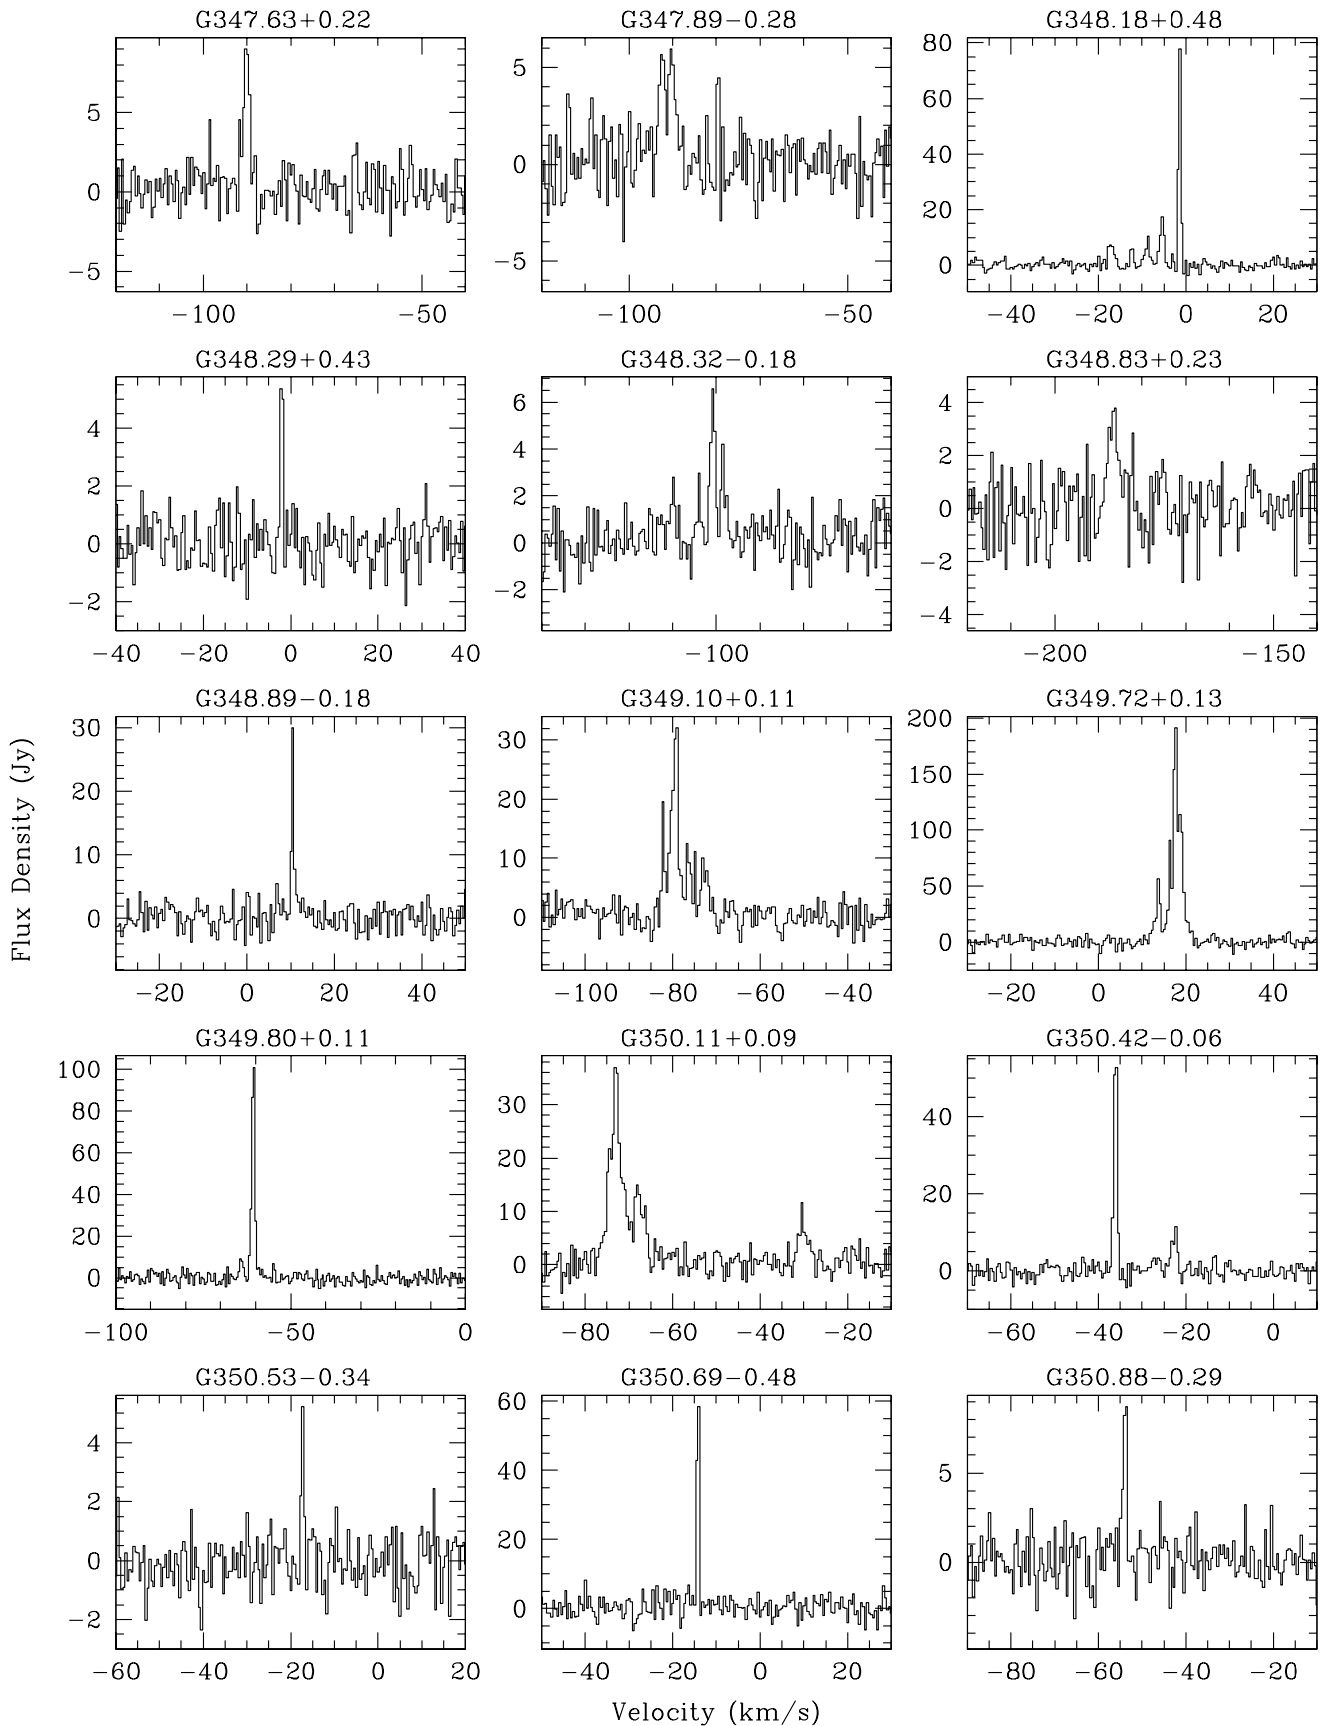 G347.63+0.22 G347.89−0.28 G348.18+0.48
5 0 −5
5 0 −5
80 60 40 20 0
−100 −50 −100 −50 −40 −20 0 20
G348.29+0.43 G348.32−0.18 G348.83+0.23
4 2 0 −2
6 4 2 0 −2
4 2 0 −2 −4
−40 −20 0 20 40 −100 −200 −150
G348.89−0.18 G349.10+0.11 G349.72+0.13
30 20 10 0
30 20 10 0
200 150 100 50 0
−20 0 20 40 −100 −80 −60 −40 −20 0 20 40
G349.80+0.11 G350.11+0.09 G350.42−0.06
100 80 60 40 20 0
30 20 10 0
40 20 0
−100 −50 0 −80 −60 −40 −20 −60 −40 −20 0
G350.53−0.34 G350.69−0.48 G350.88−0.29
4 2 0 −2
60 40 20 0
5 0
−60 −40 −20 0 20 −40 −20 0 20 −80 −60 −40 −20
Flux Density (Jy)
Velocity (km/s)